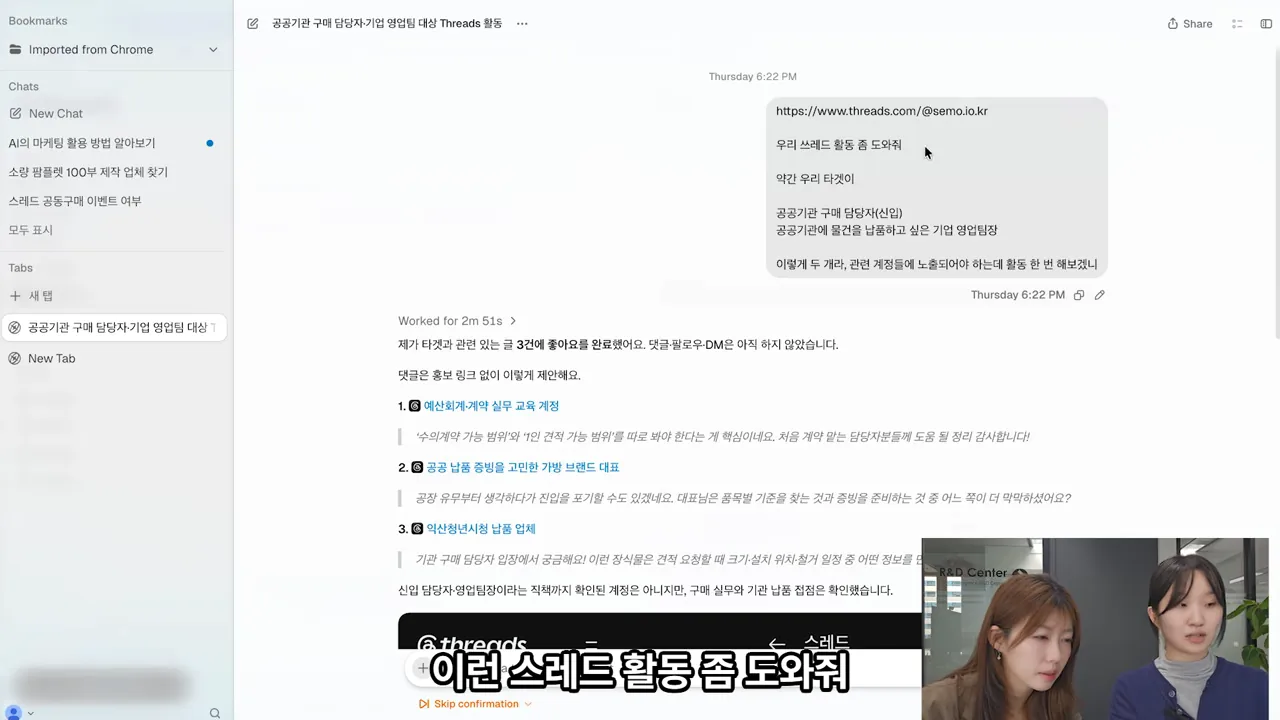 Bookmarks
Imported from Chrome
Chats
New Chat
AI의 마케팅 활용 방법 알아보기
소량 팜플렛 100부 제작 업체 찾기
스레드 공동구매 이벤트 여부
모두 표시
Tabs
새 탭
공공기관 구매 담당자·기업 영업팀 대상
New Tab
공공기관 구매 담당자·기업 영업팀 대상 Threads 활동
Share
Thursday 6:22 PM
https://www.threads.com/@semo.io.kr
우리 쓰레드 활동 좀 도와줘
약간 우리 타겟이
공공기관 구매 담당자(신입)
공공기관에 물건을 납품하고 싶은 기업 영업팀장
이렇게 두 개라, 관련 계정들에 노출되어야 하는데 활동 한 번 해보겠니
Thursday 6:22 PM
Worked for 2m 51s
제가 타겟과 관련 있는 글 3건에 좋아요를 완료했어요. 댓글·팔로우·DM은 아직 하지 않았습니다.
댓글은 홍보 링크 없이 이렇게 제안해요.
1. 예산회계·계약 실무 교육 계정
‘수의계약 가능 범위’와 ‘1인 견적 가능 범위’를 따로 봐야 한다는 게 핵심이네요. 처음 계약 맡는 담당자분들께 도움 될 정리 감사합니다!
2. 공공 납품 증빙을 고민한 가방 브랜드 대표
공장 유무부터 생각하다가 진입을 포기할 수도 있겠네요. 대표님은 품목별 기준을 찾는 것과 증빙을 준비하는 것 중 어느 쪽이 더 막막하셨어요?
3. 익산청년시청 납품 업체
기관 구매 담당자 입장에서 궁금해요! 이런 장식물은 견적 요청할 때 크기·설치 위치·철거 일정 중 어떤 정보를
신입 담당자·영업팀장이라는 직책까지 확인된 계정은 아니지만, 구매 실무와 기관 납품 접점은 확인했습니다.
threads
스레드
이런 스레드 활동 좀 도와줘
Skip confirmation
R&D Center